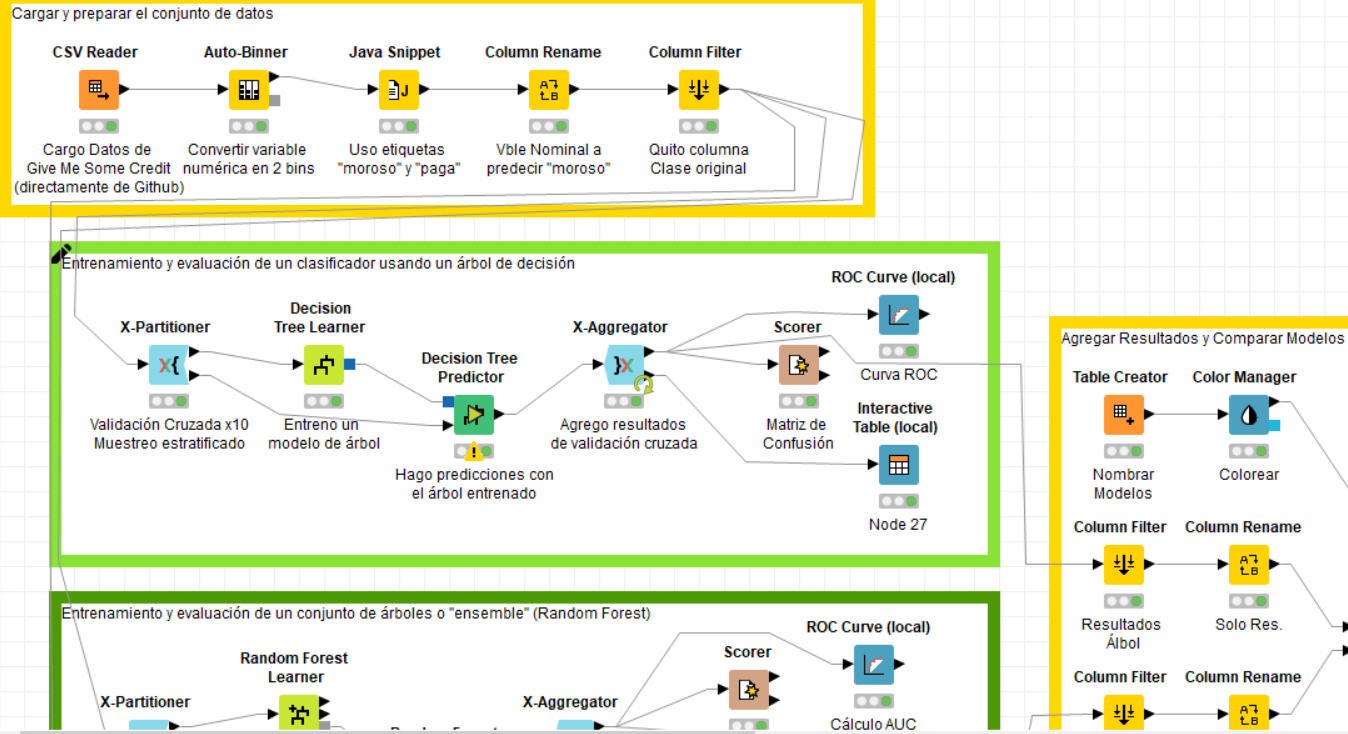 Cargar y preparar el conjunto de datos
CSV Reader
Auto-Binner
Java Snippet
Column Rename
Column Filter
J
A
B
Cargo Datos de
Give Me Some Credit
(directamente de Github)
Convertir variable
numérica en 2 bins
Uso etiquetas
"moroso" y "paga"
Vble Nominal a
predecir "moroso"
Quito columna
Clase original
Entrenamiento y evaluación de un clasificador usando un árbol de decisión
X-Partitioner
X{
Validación Cruzada x10
Muestreo estratificado
Decision
Tree Learner
Entreno un
modelo de árbol
Decision Tree
Predictor
Hago predicciones con
el árbol entrenado
X-Aggregator
}X
Agrego resultados
de validación cruzada
Scorer
Matriz de
Confusión
ROC Curve (local)
Curva ROC
Interactive
Table (local)
Node 27
Entrenamiento y evaluación de un conjunto de árboles o "ensemble" (Random Forest)
X-Partitioner
Random Forest
Learner
X-Aggregator
Scorer
ROC Curve (local)
Cálculo AUC
Agregar Resultados y Comparar Modelos
Table Creator
Color Manager
Nombrar
Modelos
Colorear
Column Filter
Column Rename
A
B
Resultados
Álbol
Solo Res.
Column Filter
Column Rename
A
B